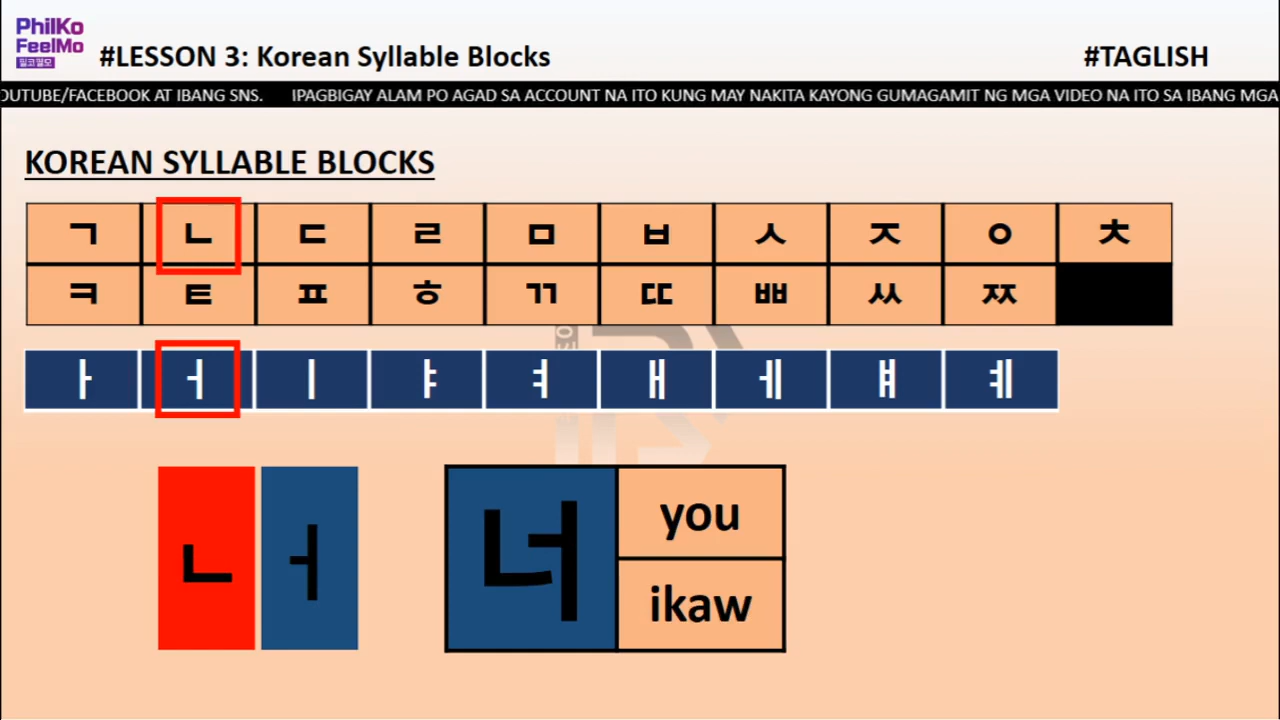 PhilKo
FeelMo
필코필모
#LESSON 3: Korean Syllable Blocks
#TAGLISH
OUTUBE/FACEBOOK AT IBANG SNS. IPAGBIGAY ALAM PO AGAD SA ACCOUNT NA ITO KUNG MAY NAKITA KAYONG GUMAGAMIT NG MGA VIDEO NA ITO SA IBANG MGA
KOREAN SYLLABLE BLOCKS
ㄱ ㄴ ㄷ ㄹ ㅁ ㅂ ㅅ ㅈ ㅇ ㅊ
ㅋ ㅌ ㅍ ㅎ ㄲ ㄸ ㅃ ㅆ ㅉ
ㅏ ㅓ ㅣ ㅑ ㅕ ㅐ ㅔ ㅒ ㅖ
ㄴ ㅓ
너
you
ikaw